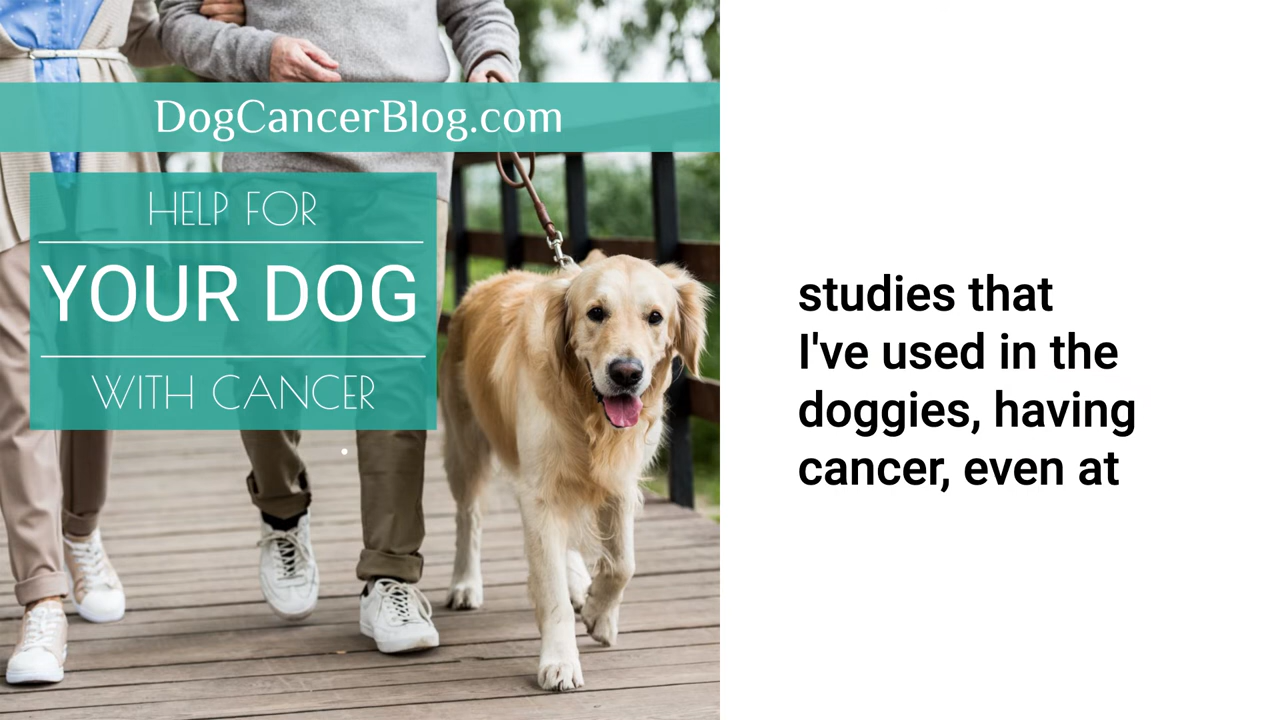 DogCancerBlog.com
HELP FOR
YOUR DOG
WITH CANCER
studies that
I've used in the
doggies, having
cancer, even at